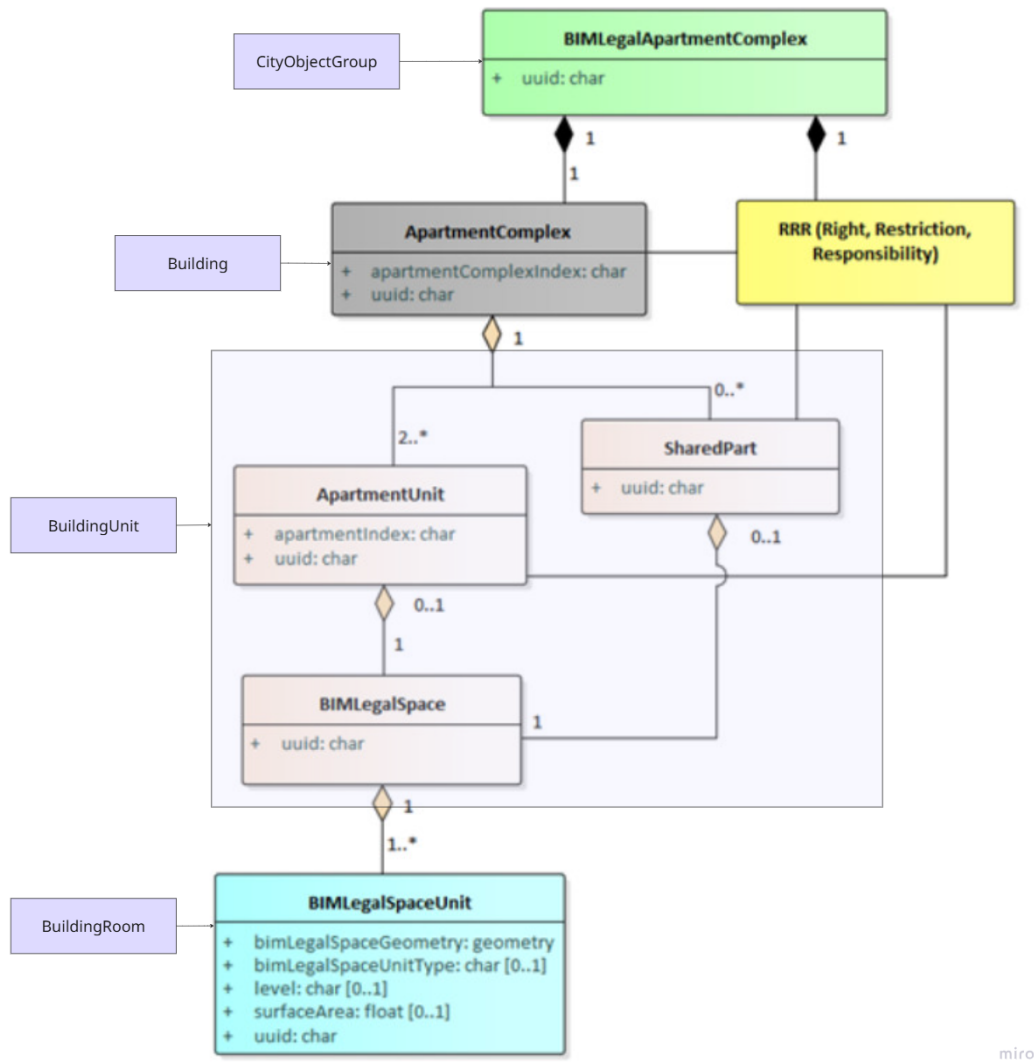 BIMLegalApartmentComplex
+ uuid: char
CityObjectGroup
1
1
1
ApartmentComplex
+ apartmentComplexIndex: char
+ uuid: char
RRR (Right, Restriction,
Responsibility)
Building
1
0..*
2..*
SharedPart
+ uuid: char
ApartmentUnit
+ apartmentIndex: char
+ uuid: char
BuildingUnit
0..1
0..1
1
BIMLegalSpace
+ uuid: char
1
1
1..*
BIMLegalSpaceUnit
+ bimLegalSpaceGeometry: geometry
+ bimLegalSpaceUnitType: char [0..1]
+ level: char [0..1]
+ surfaceArea: float [0..1]
+ uuid: char
BuildingRoom
miro